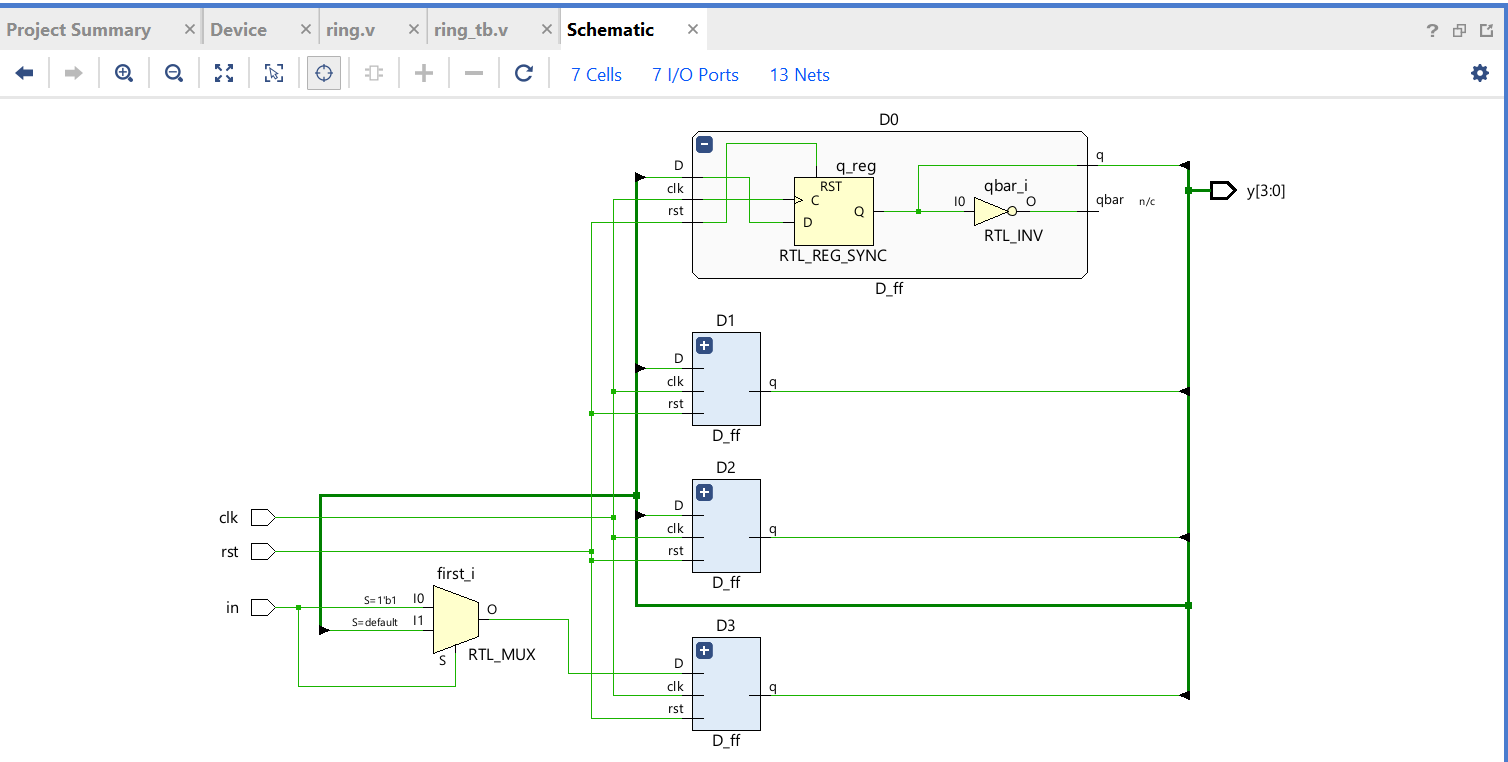 Project Summary × Device × ring.v × ring_tb.v × Schematic × ?
7 Cells 7 I/O Ports 13 Nets
D0
D
clk
rst
q_reg
RST
C
D
Q
RTL_REG_SYNC
qbar_i
I0
O
RTL_INV
q
qbar n/c
y[3:0]
D_ff
D1
D
clk
rst
q
D_ff
D2
D
clk
rst
q
D_ff
clk
rst
in
first_i
S=1'b1 I0
S=default I1
O
S
RTL_MUX
D3
D
clk
rst
q
D_ff